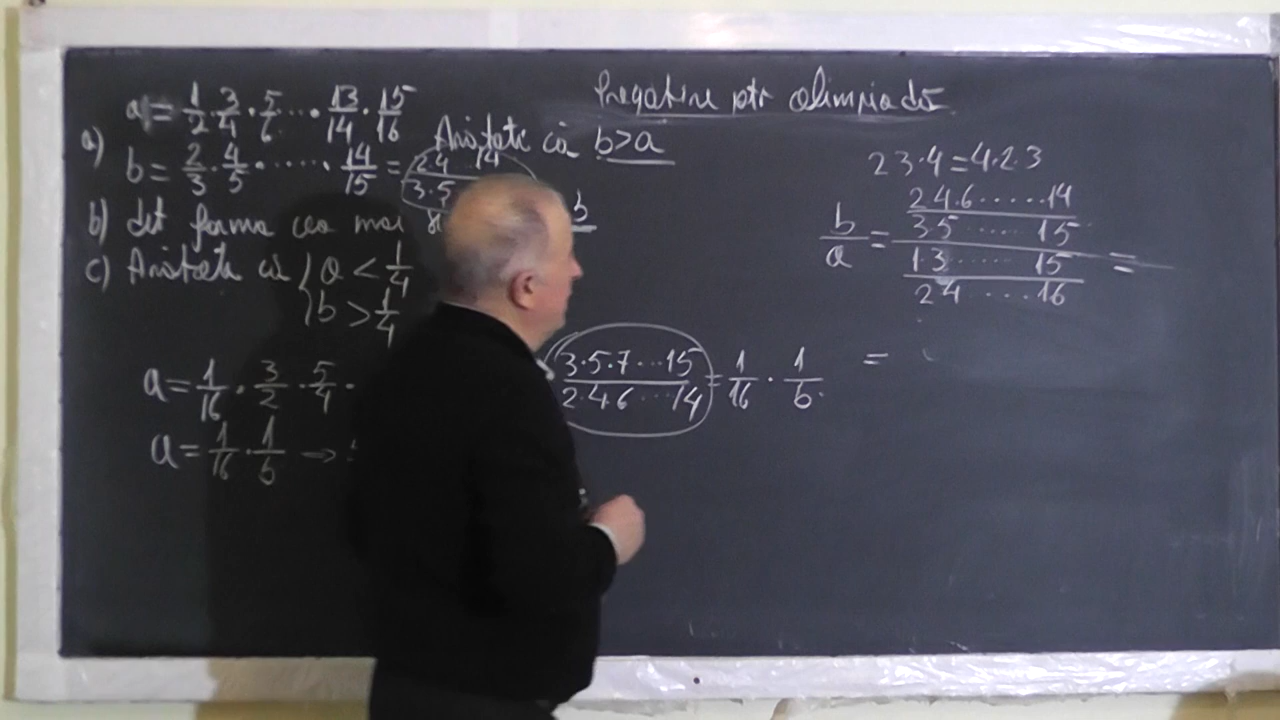 Pregatire ptr olimpiadă
a = 1/2 · 3/4 · 5/6 ··· 13/14 · 15/16
a)
Arătati că b > a
b = 2/3 · 4/5 · ····· 14/15 = 2 4 ... 14 / 3 · 5
b) det forma cea mai
b
c) Arătati că { a < 1/4
b > 1/4
a = 1/16 · 3/2 · 5/4 ·
3·5·7···15 / 2·4·6···14 = 1/16 · 1/b
a = 1/16 · 1/b →
2 3 · 4 = 4 · 2 · 3
b/a = (2 4 · 6 ······ 14 / 3 5 ······ 15) / (1 · 3 ······ 15 / 2 4 ··· 16) =
=